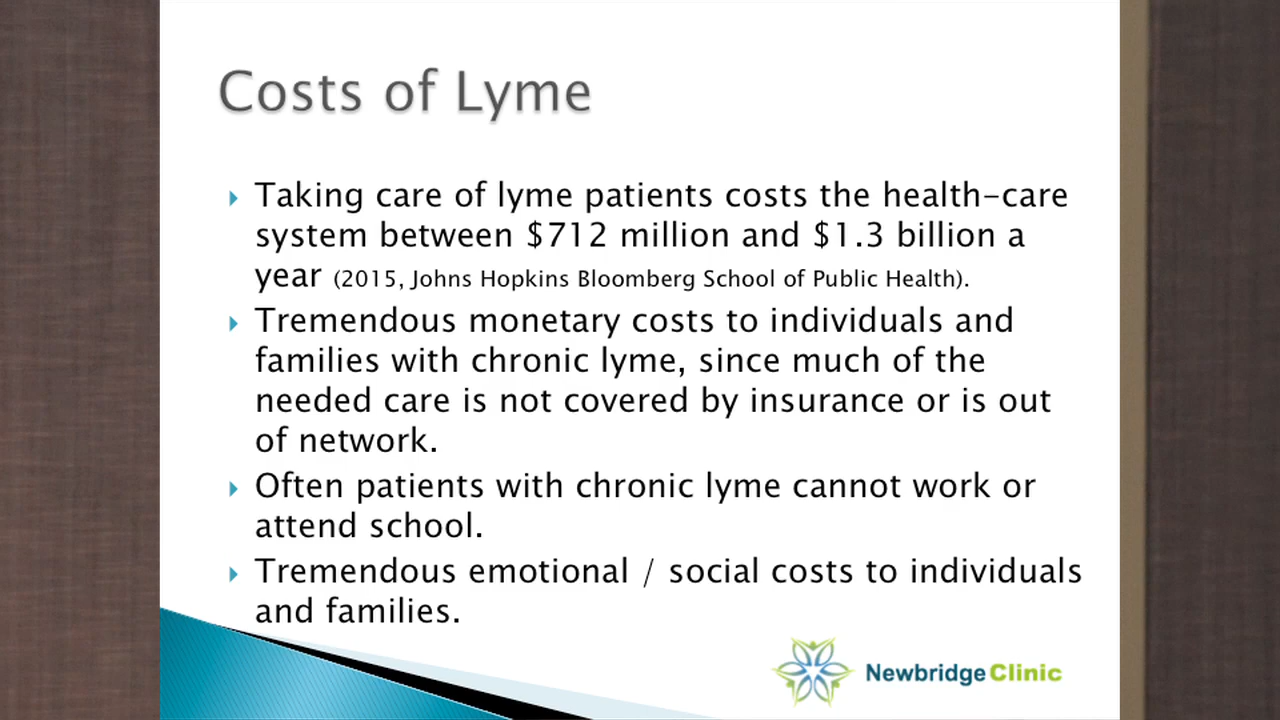 Costs of Lyme
Taking care of lyme patients costs the health-care
system between $712 million and $1.3 billion a
year (2015, Johns Hopkins Bloomberg School of Public Health).
Tremendous monetary costs to individuals and
families with chronic lyme, since much of the
needed care is not covered by insurance or is out
of network.
Often patients with chronic lyme cannot work or
attend school.
Tremendous emotional / social costs to individuals
and families.
Newbridge Clinic